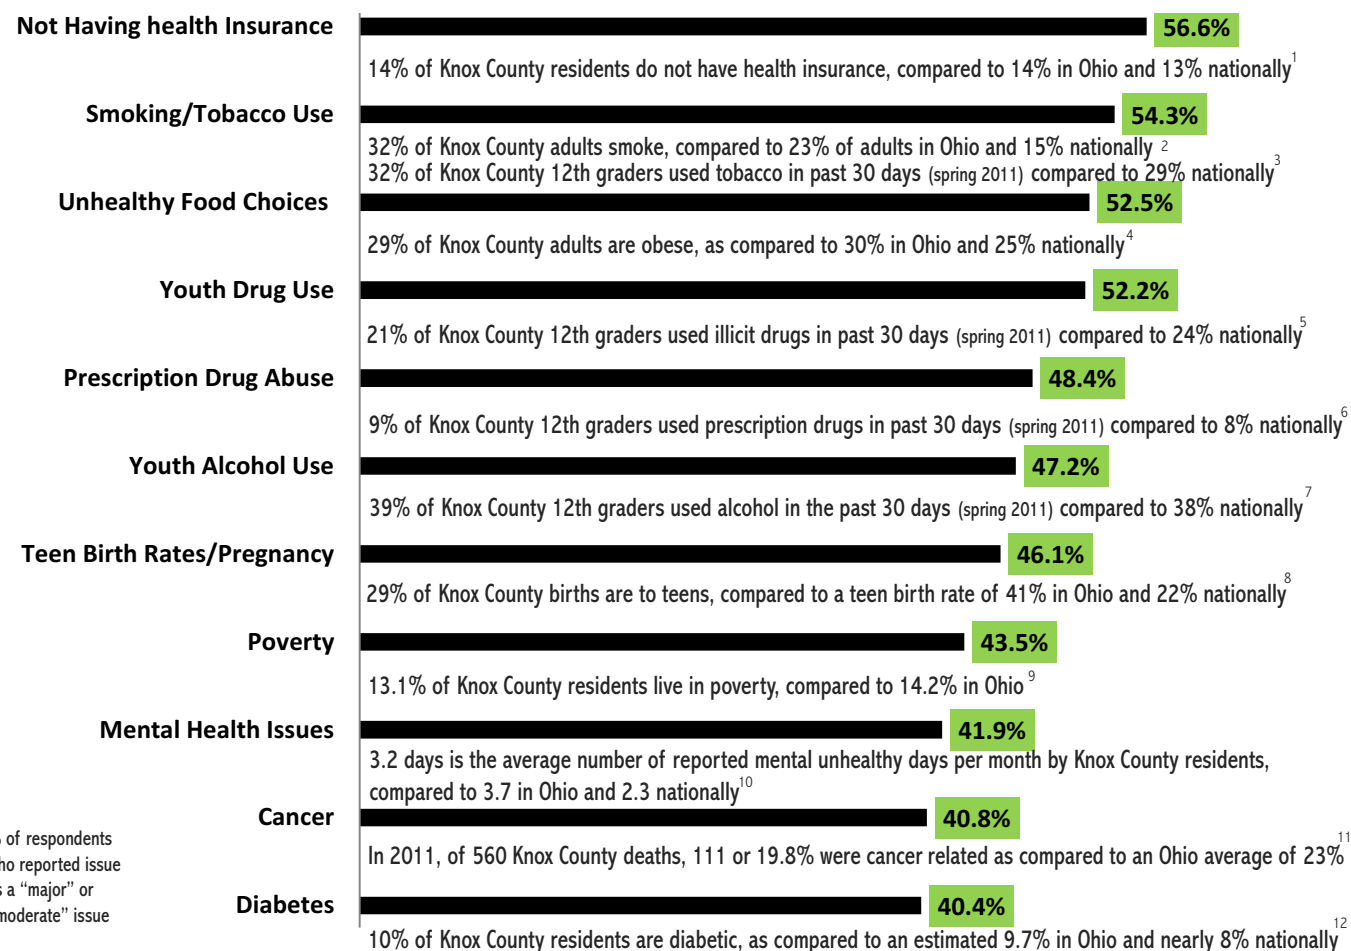 Not Having health Insurance 56.6%
14% of Knox County residents do not have health insurance, compared to 14% in Ohio and 13% nationally1
Smoking/Tobacco Use 54.3%
32% of Knox County adults smoke, compared to 23% of adults in Ohio and 15% nationally 2
32% of Knox County 12th graders used tobacco in past 30 days (spring 2011) compared to 29% nationally3
Unhealthy Food Choices 52.5%
29% of Knox County adults are obese, as compared to 30% in Ohio and 25% nationally4
Youth Drug Use 52.2%
21% of Knox County 12th graders used illicit drugs in past 30 days (spring 2011) compared to 24% nationally5
Prescription Drug Abuse 48.4%
9% of Knox County 12th graders used prescription drugs in past 30 days (spring 2011) compared to 8% nationally6
Youth Alcohol Use 47.2%
39% of Knox County 12th graders used alcohol in the past 30 days (spring 2011) compared to 38% nationally7
Teen Birth Rates/Pregnancy 46.1%
29% of Knox County births are to teens, compared to a teen birth rate of 41% in Ohio and 22% nationally8
Poverty 43.5%
13.1% of Knox County residents live in poverty, compared to 14.2% in Ohio 9
Mental Health Issues 41.9%
3.2 days is the average number of reported mental unhealthy days per month by Knox County residents,
compared to 3.7 in Ohio and 2.3 nationally10
Cancer 40.8%
In 2011, of 560 Knox County deaths, 111 or 19.8% were cancer related as compared to an Ohio average of 23%11
Diabetes 40.4%
10% of Knox County residents are diabetic, as compared to an estimated 9.7% in Ohio and nearly 8% nationally12
of respondents
reported issue
a “major” or
moderate” issue